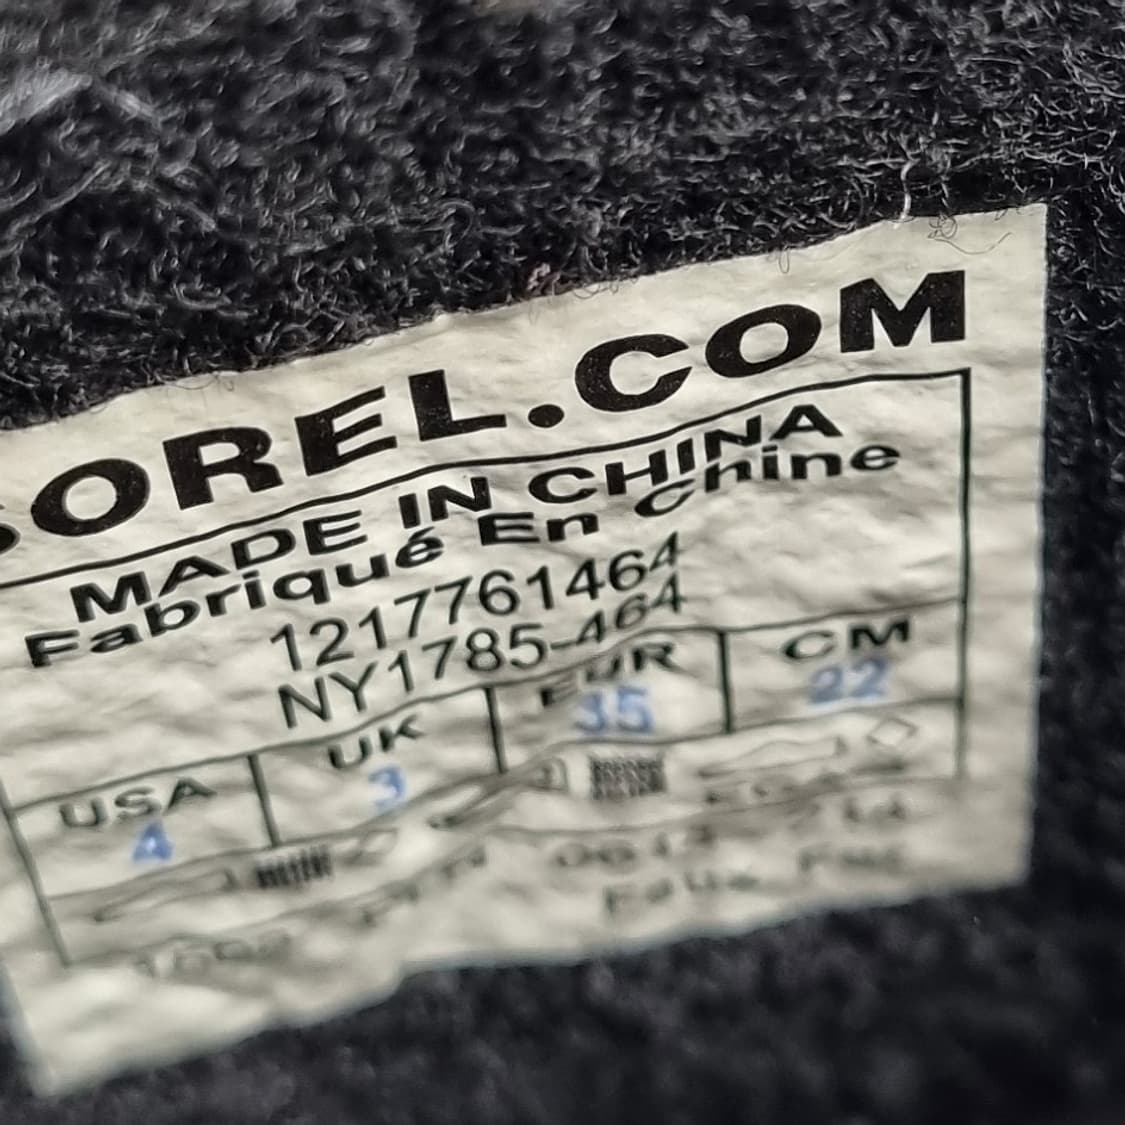 SOREL.COM
MADE IN CHINA
Fabriqué En Chine
1217761464
NY1785-464
USA UK EUR CM
4 3 35 22